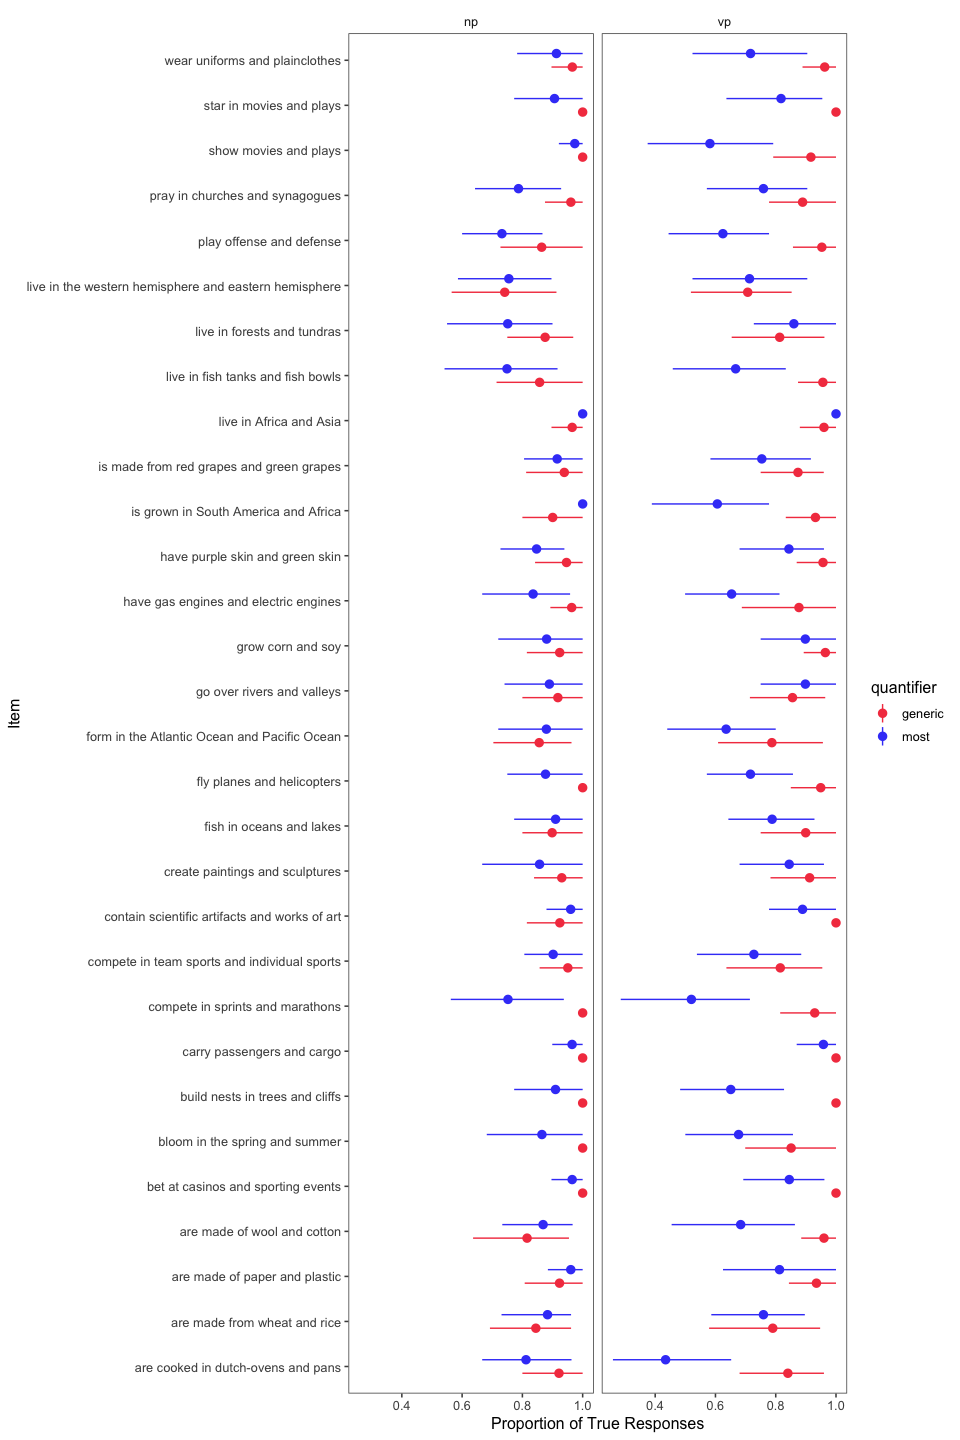 np
vp
wear uniforms and plainclothes
star in movies and plays
show movies and plays
pray in churches and synagogues
play offense and defense
live in the western hemisphere and eastern hemisphere
live in forests and tundras
live in fish tanks and fish bowls
live in Africa and Asia
is made from red grapes and green grapes
is grown in South America and Africa
have purple skin and green skin
have gas engines and electric engines
grow corn and soy
go over rivers and valleys
form in the Atlantic Ocean and Pacific Ocean
fly planes and helicopters
fish in oceans and lakes
create paintings and sculptures
contain scientific artifacts and works of art
compete in team sports and individual sports
compete in sprints and marathons
carry passengers and cargo
build nests in trees and cliffs
bloom in the spring and summer
bet at casinos and sporting events
are made of wool and cotton
are made of paper and plastic
are made from wheat and rice
are cooked in dutch-ovens and pans
Item
0.4 0.6 0.8 1.0
0.4 0.6 0.8 1.0
Proportion of True Responses
quantifier
generic
most